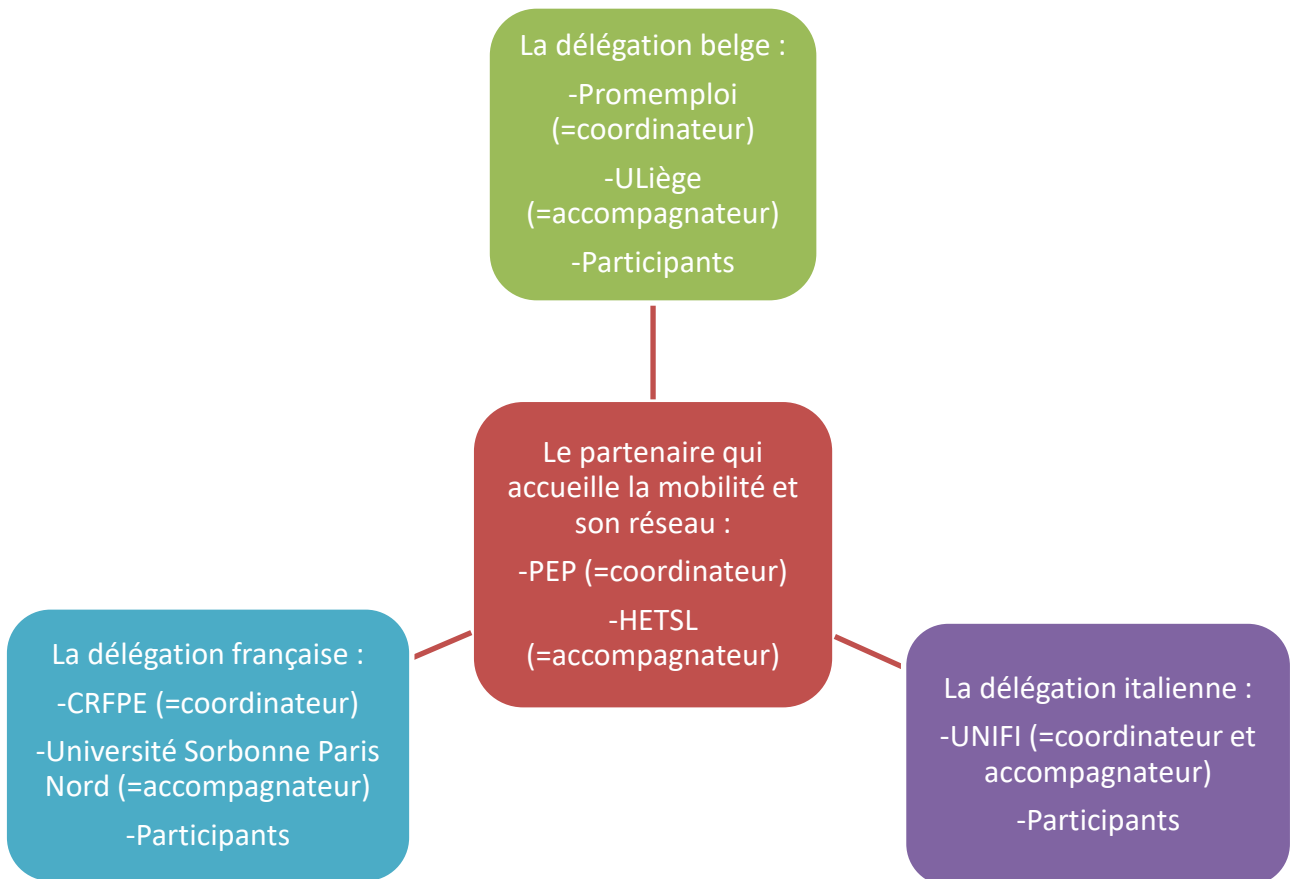 La délégation belge :
-Promemploi
(=coordinateur)
-ULiège
(=accompagnateur)
-Participants
Le partenaire qui
accueille la mobilité et
son réseau :
-PEP (=coordinateur)
-HETSL
(=accompagnateur)
La délégation française :
-CRFPE (=coordinateur)
-Université Sorbonne Paris
Nord (=accompagnateur)
-Participants
La délégation italienne :
-UNIFI (=coordinateur et
accompagnateur)
-Participants